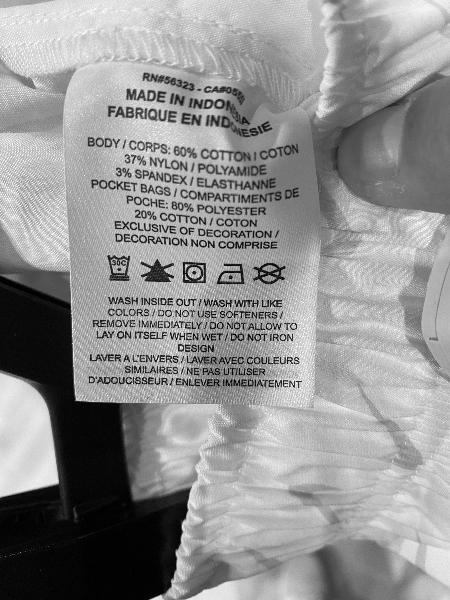 RN#56323 - CA#05553
MADE IN INDONESIA
FABRIQUE EN INDONESIE
BODY / CORPS: 60% COTTON / COTON
37% NYLON / POLYAMIDE
3% SPANDEX / ELASTHANNE
POCKET BAGS / COMPARTIMENTS DE
POCHE: 80% POLYESTER
20% COTTON / COTON
EXCLUSIVE OF DECORATION /
DECORATION NON COMPRISE
30C
WASH INSIDE OUT / WASH WITH LIKE
COLORS / DO NOT USE SOFTENERS /
REMOVE IMMEDIATELY / DO NOT ALLOW TO
LAY ON ITSELF WHEN WET / DO NOT IRON
DESIGN
LAVER A L'ENVERS / LAVER AVEC COULEURS
SIMILAIRES / NE PAS UTILISER
D'ADOUCISSEUR / ENLEVER IMMEDIATEMENT